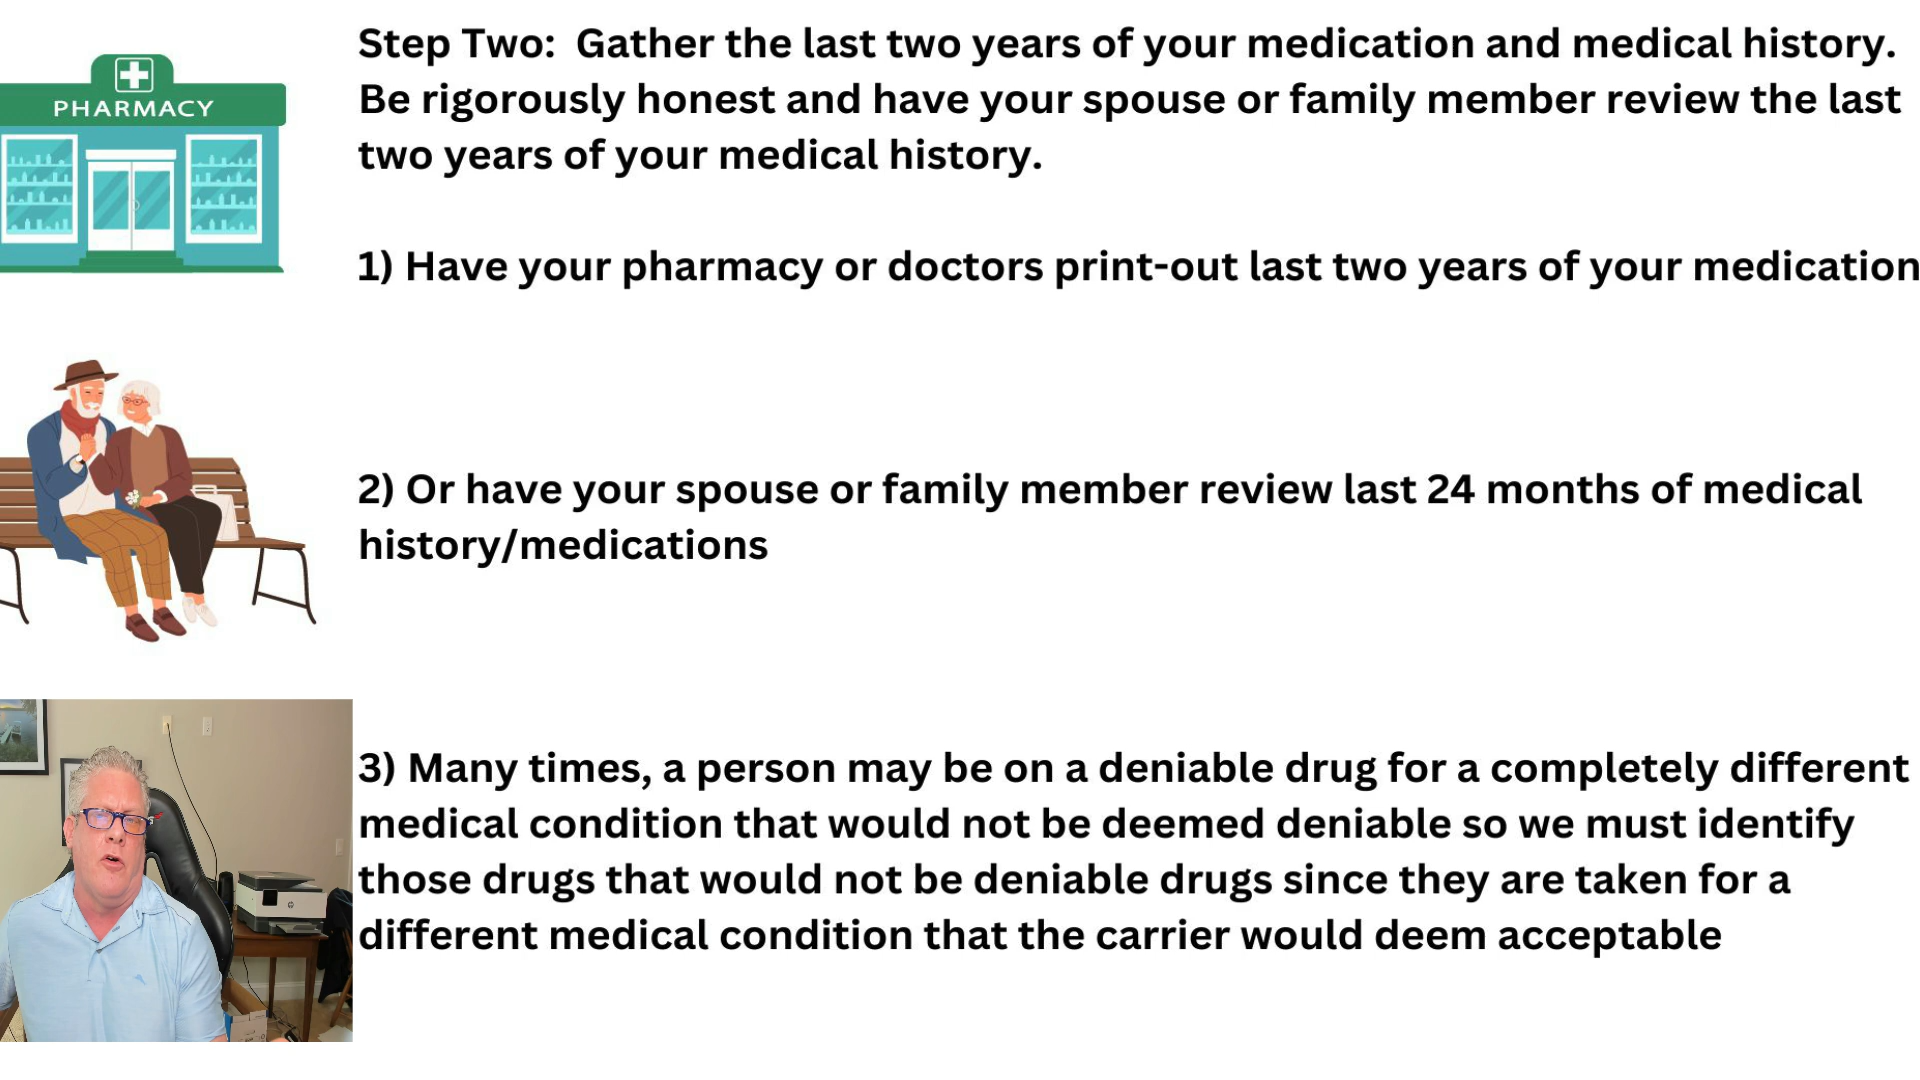 PHARMACY
Step Two:  Gather the last two years of your medication and medical history.
Be rigorously honest and have your spouse or family member review the last
two years of your medical history.
1) Have your pharmacy or doctors print-out last two years of your medication
2) Or have your spouse or family member review last 24 months of medical
history/medications
3) Many times, a person may be on a deniable drug for a completely different
medical condition that would not be deemed deniable so we must identify
those drugs that would not be deniable drugs since they are taken for a
different medical condition that the carrier would deem acceptable